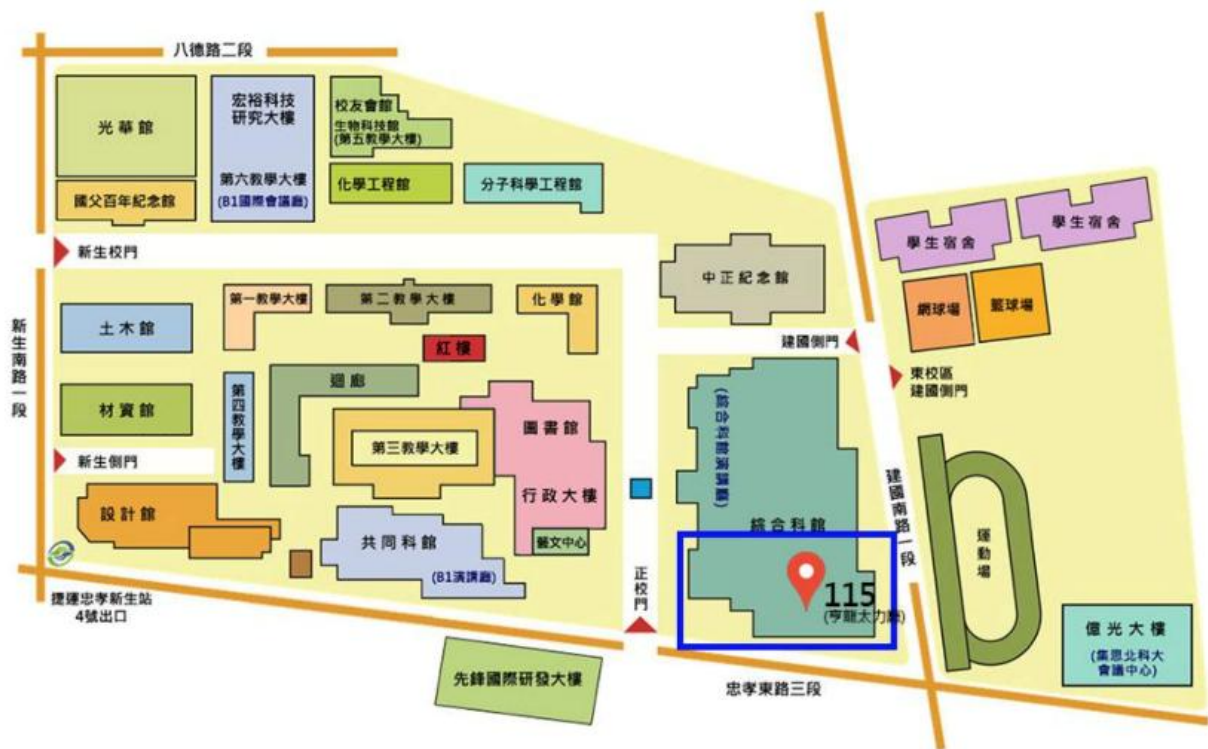 八德路二段
光華館
宏裕科技
研究大樓
第六教學大樓
(B1國際會議廳)
校友會館
生物科技館
(第五教學大樓)
化學工程館
分子科學工程館
國父百年紀念館
新生校門
中正紀念館
學生宿舍
學生宿舍
網球場
籃球場
新生南路一段
土木館
第一教學大樓
第二教學大樓
化學館
紅樓
建國側門
東校區
建國側門
材資館
第四教學大樓
迴廊
第三教學大樓
圖書館
行政大樓
藝文中心
(綜合科館演講廳)
綜合科館
建國南路一段
運動場
新生側門
設計館
共同科館
(B1演講廳)
正校門
115
(亨龍太力廳)
捷運忠孝新生站
4號出口
先鋒國際研發大樓
忠孝東路三段
億光大樓
(集思北科大
會議中心)